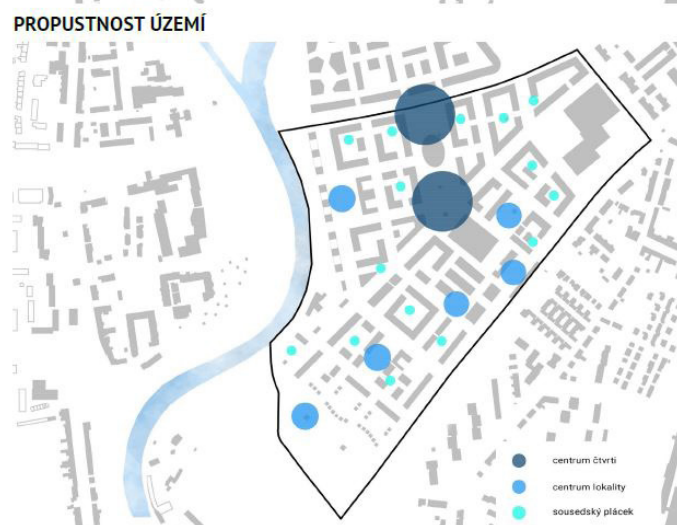 PROPUSTNOST ÚZEMÍ
centrum čtvrti
centrum lokality
sousedský plácek